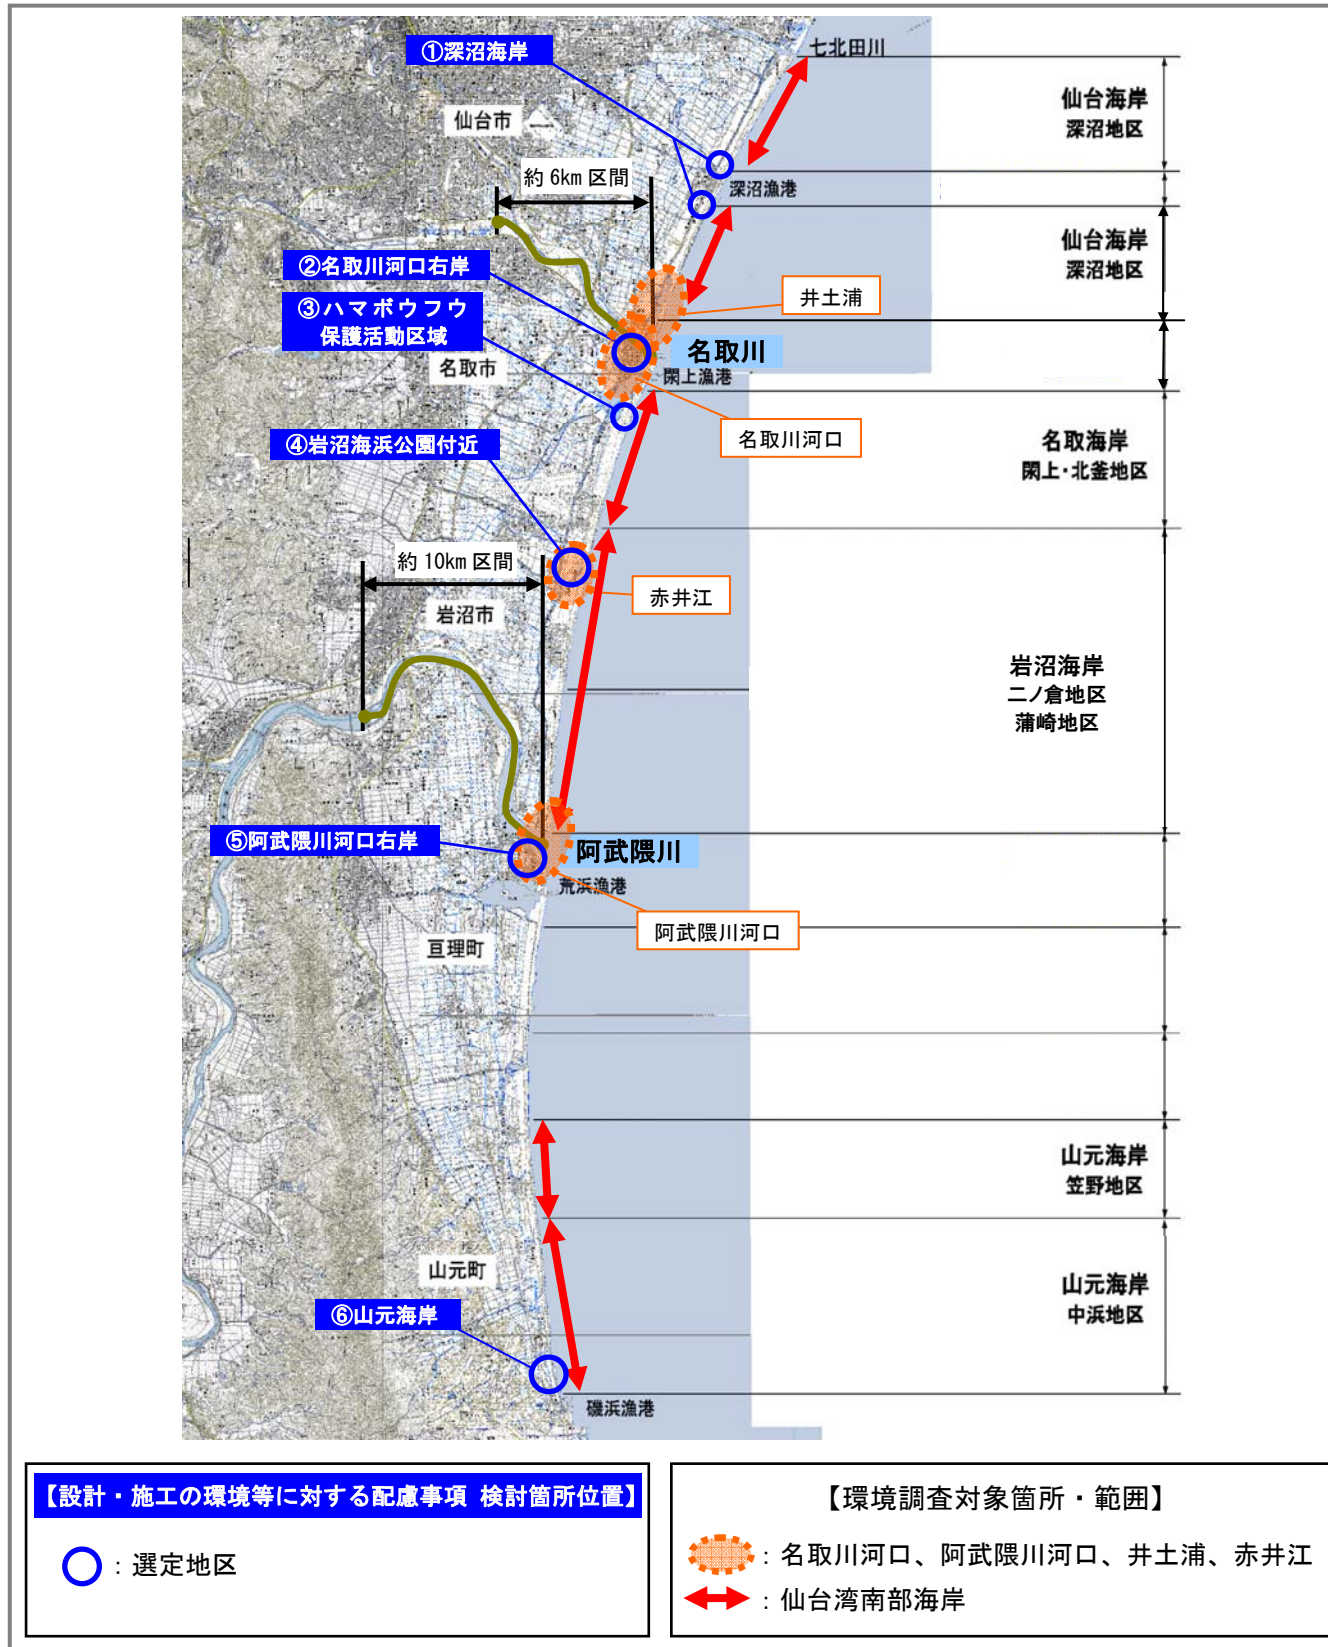 七北田川
①深沼海岸
仙台海岸
深沼地区
仙台市
約 6km 区間
深沼漁港
仙台海岸
深沼地区
②名取川河口右岸
井土浦
③ハマボウフウ
保護活動区域
名取川
名取市
閖上漁港
名取川河口
④岩沼海浜公園付近
名取海岸
閖上・北釜地区
約 10km 区間
赤井江
岩沼市
岩沼海岸
二ノ倉地区
蒲崎地区
⑤阿武隈川河口右岸
阿武隈川
荒浜漁港
阿武隈川河口
亘理町
山元海岸
笠野地区
山元町
山元海岸
中浜地区
⑥山元海岸
磯浜漁港
【設計・施工の環境等に対する配慮事項 検討箇所位置】
：選定地区
【環境調査対象箇所・範囲】
：名取川河口、阿武隈川河口、井土浦、赤井江
：仙台湾南部海岸